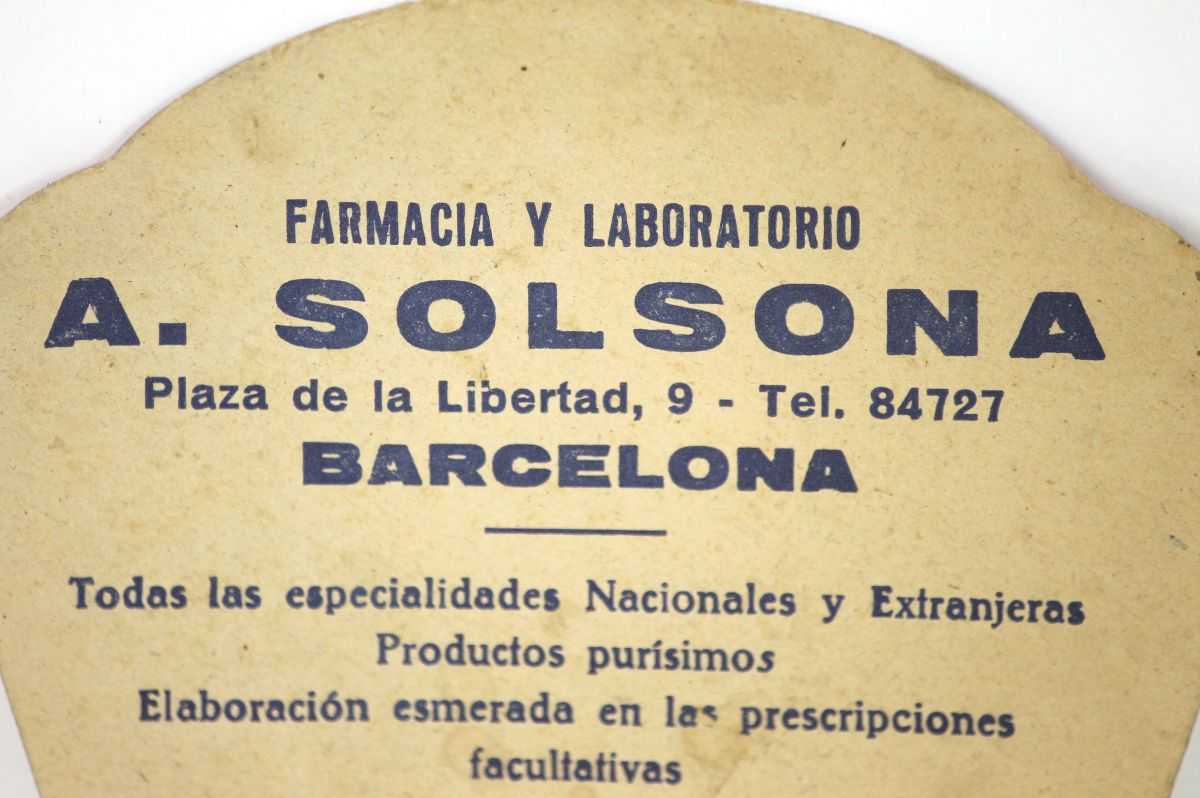 FARMACIA Y LABORATORIO
A. SOLSONA
Plaza de la Libertad, 9 - Tel. 84727
BARCELONA
Todas las especialidades Nacionales y Extranjeras
Productos purísimos
Elaboración esmerada en las prescripciones
facultativas